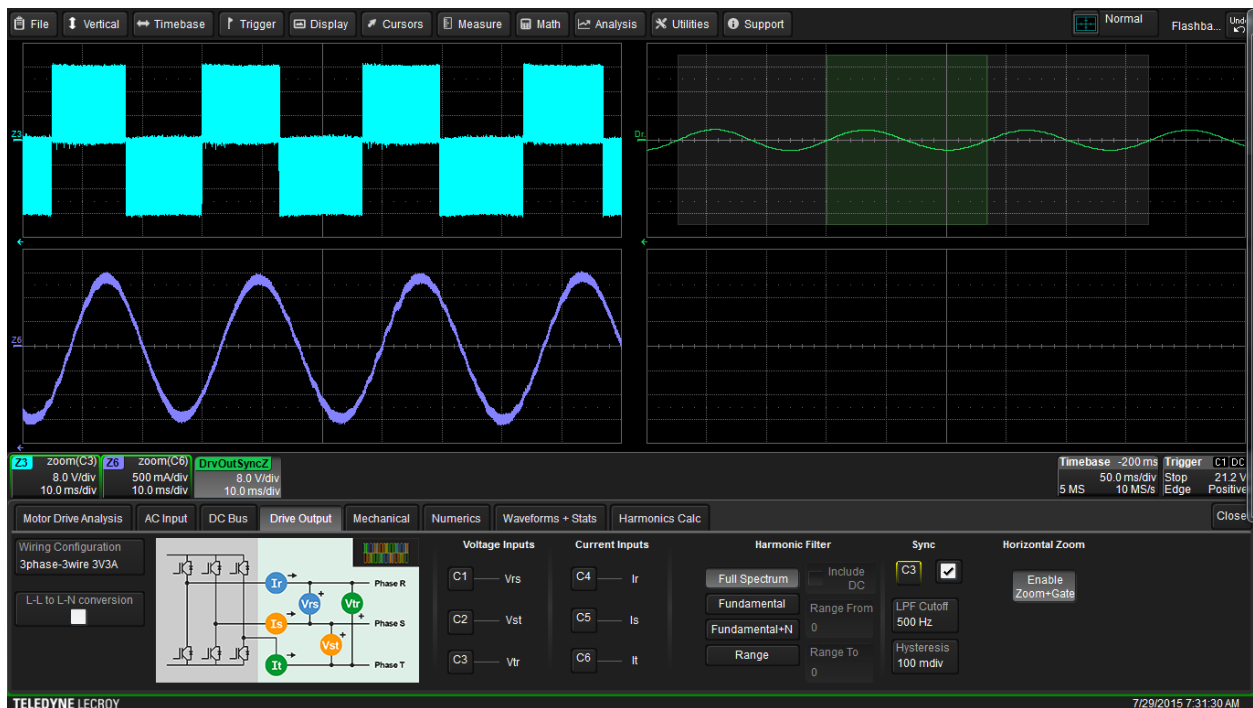 File Vertical Timebase Trigger Display Cursors Measure Math Analysis Utilities Support Normal Flashba... Undo
Z3
Dr.
Z6
Z3 zoom(C3) Z6 zoom(C6) DrvOutSyncZ
8.0 V/div 500 mA/div 8.0 V/div
10.0 ms/div 10.0 ms/div 10.0 ms/div
Timebase -200 ms Trigger C1 DC
50.0 ms/div Stop 21.2 V
5 MS 10 MS/s Edge Positive
Motor Drive Analysis AC Input DC Bus Drive Output Mechanical Numerics Waveforms + Stats Harmonics Calc Close
Wiring Configuration
3phase-3wire 3V3A
L-L to L-N conversion
Ir Phase R
Vrs Vtr
Is Phase S
Vst
It Phase T
Voltage Inputs
C1 Vrs
C2 Vst
C3 Vtr
Current Inputs
C4 Ir
C5 Is
C6 It
Harmonic Filter
Full Spectrum
Fundamental
Fundamental+N
Range
Include
DC
Range From
0
Range To
0
Sync
C3
LPF Cutoff
500 Hz
Hysteresis
100 mdiv
Horizontal Zoom
Enable
Zoom+Gate
TELEDYNE LECROY 7/29/2015 7:31:30 AM